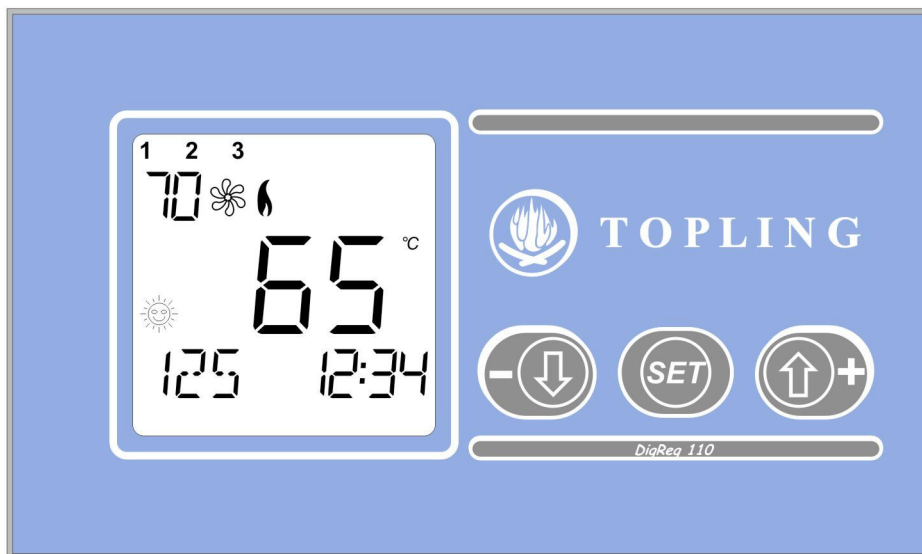 1 2 3
70
65 °C
125 12:34
TOPLING
- SET +
DigReg 110